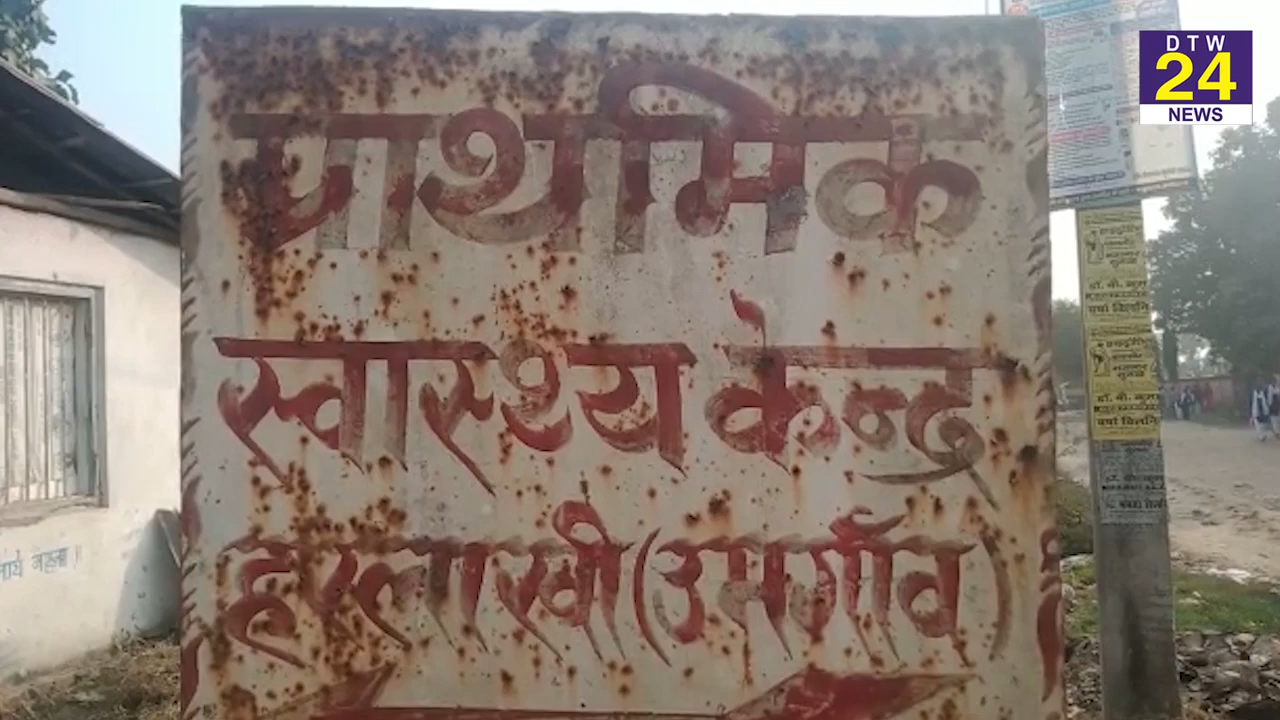 प्राथमिक
स्वास्थ्य केन्द्र
हरलाखी (उमगाँव)
DTW
24
NEWS